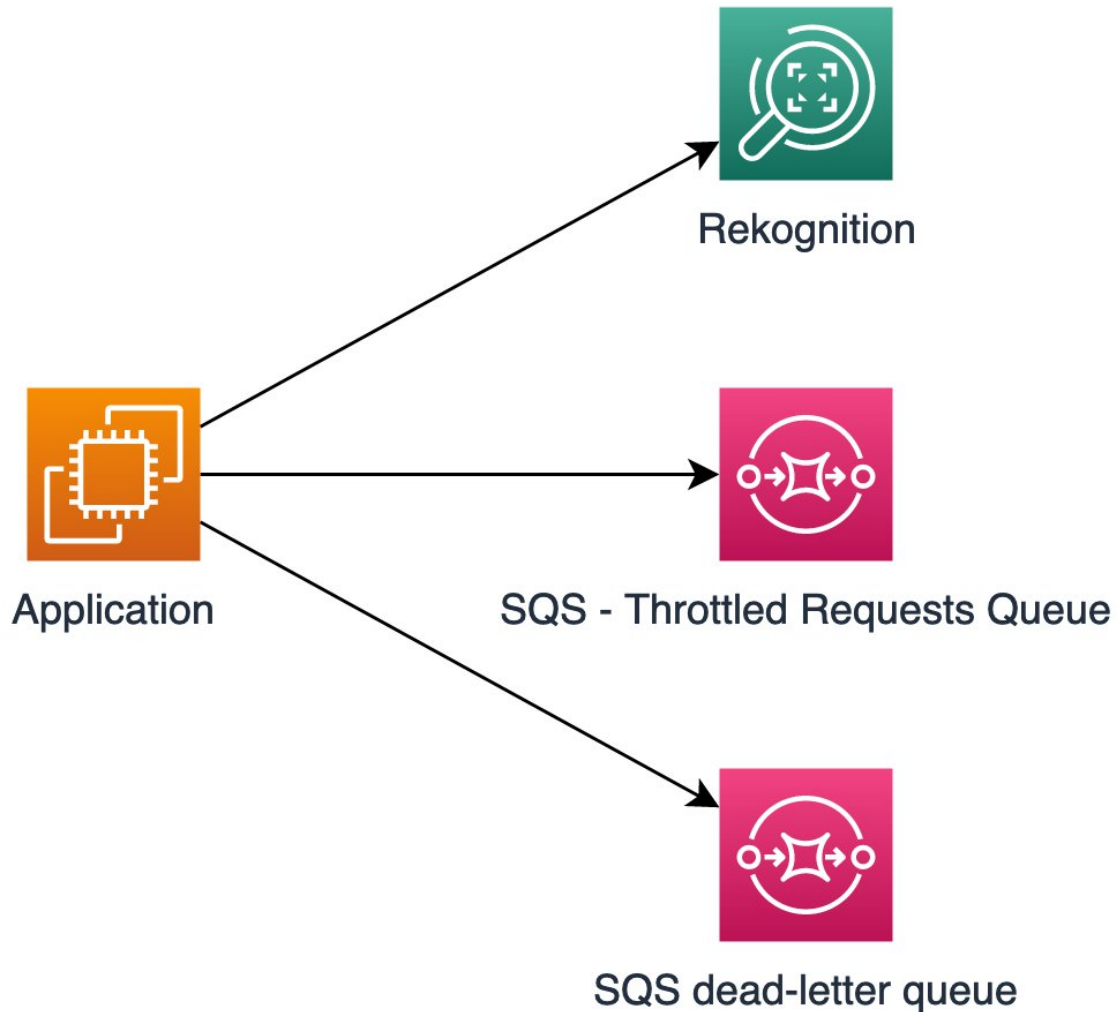 Rekognition
Application
SQS - Throttled Requests Queue
SQS dead-letter queue